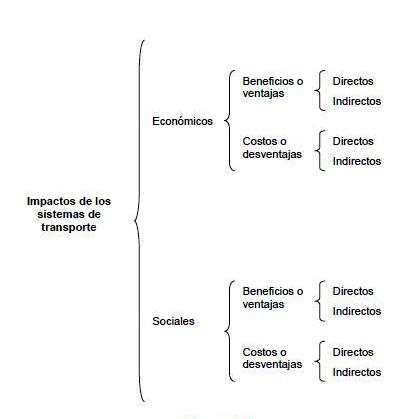 Impactos de los
sistemas de
transporte
Económicos
Beneficios o
ventajas
Directos
Indirectos
Costos o
desventajas
Directos
Indirectos
Sociales
Beneficios o
ventajas
Directos
Indirectos
Costos o
desventajas
Directos
Indirectos